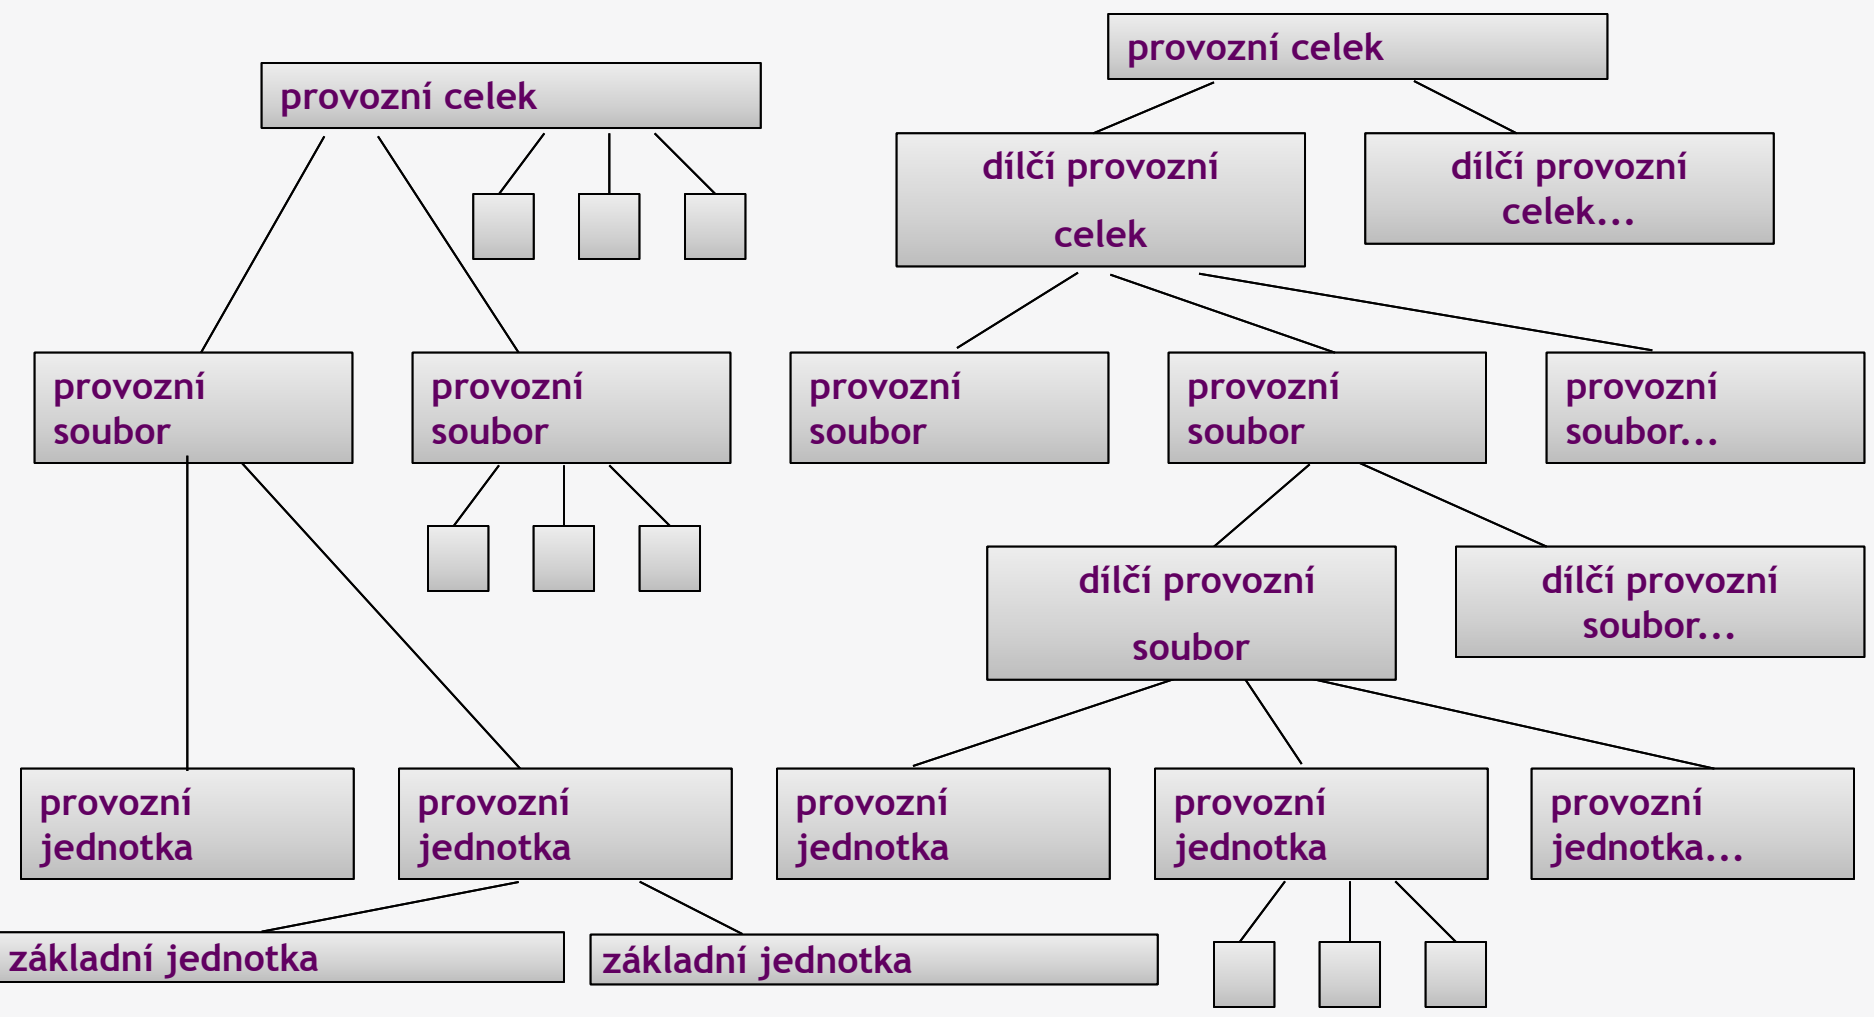 provozní celek
provozní celek
dílčí provozní
celek
dílčí provozní
celek...
provozní
soubor
provozní
soubor
provozní
soubor
provozní
soubor
provozní
soubor...
dílčí provozní
soubor
dílčí provozní
soubor...
provozní
jednotka
provozní
jednotka
provozní
jednotka
provozní
jednotka
provozní
jednotka...
základní jednotka
základní jednotka